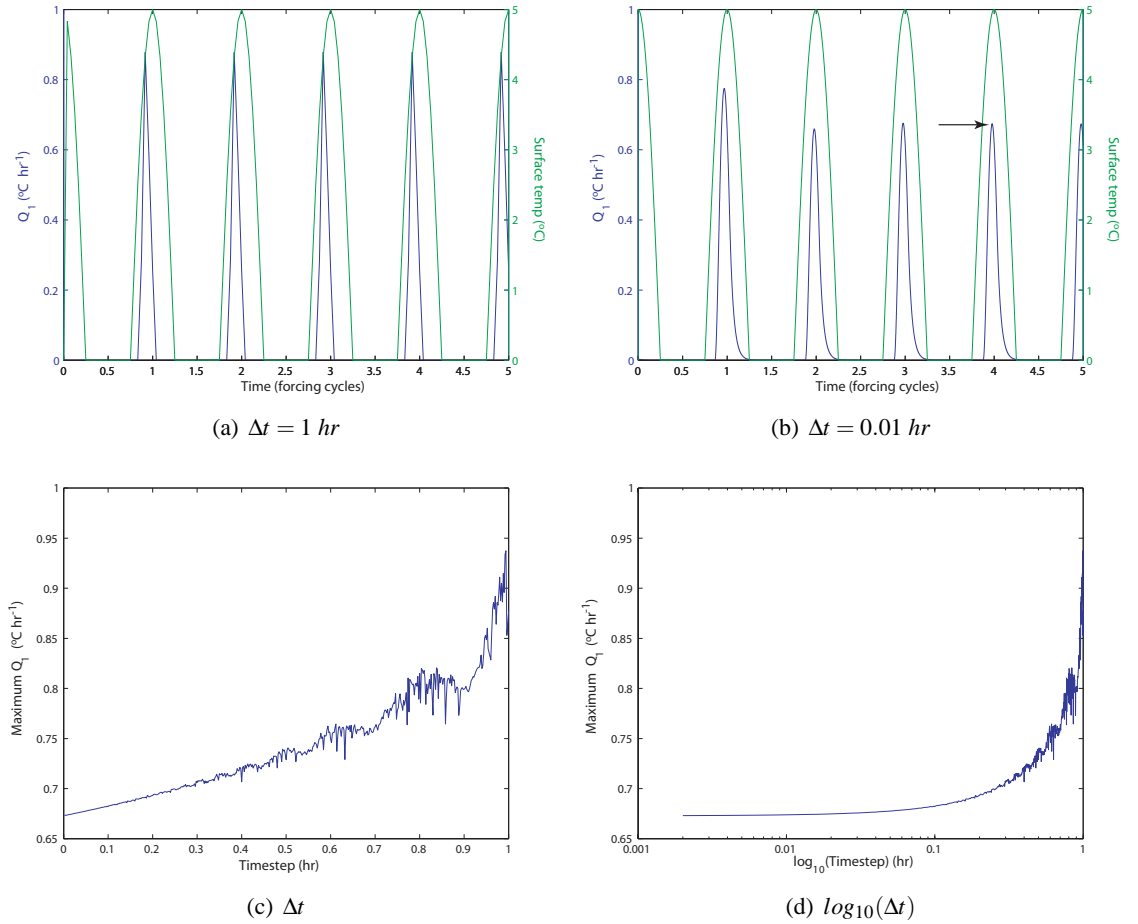 1
0.8
0.6
0.4
0.2
0
Q1 (ºC hr-1)
5
4
3
2
1
0
Surface temp (ºC)
0 0.5 1 1.5 2 2.5 3 3.5 4 4.5 5
Time (forcing cycles)
(a) Δt = 1 hr
1
0.8
0.6
0.4
0.2
0
Q1 (ºC hr-1)
5
4
3
2
1
0
Surface temp (ºC)
0 0.5 1 1.5 2 2.5 3 3.5 4 4.5 5
Time (forcing cycles)
(b) Δt = 0.01 hr
1
0.95
0.9
0.85
0.8
0.75
0.7
0.65
Maximum Q1 (ºC hr-1)
0 0.1 0.2 0.3 0.4 0.5 0.6 0.7 0.8 0.9 1
Timestep (hr)
(c) Δt
1
0.95
0.9
0.85
0.8
0.75
0.7
0.65
Maximum Q1 (ºC hr-1)
0.001 0.01 0.1 1
log10(Timestep) (hr)
(d) log10(Δt)